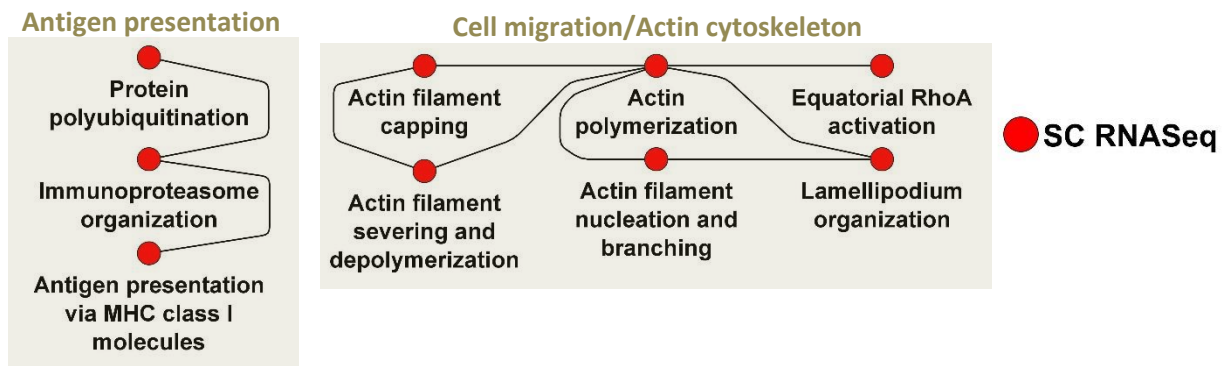 Antigen presentation
Protein
polyubiquitination
Immunoproteasome
organization
Antigen presentation
via MHC class I
molecules
Cell migration/Actin cytoskeleton
Actin filament
capping
Actin
polymerization
Equatorial RhoA
activation
Actin filament
severing and
depolymerization
Actin filament
nucleation and
branching
Lamellipodium
organization
SC RNASeq